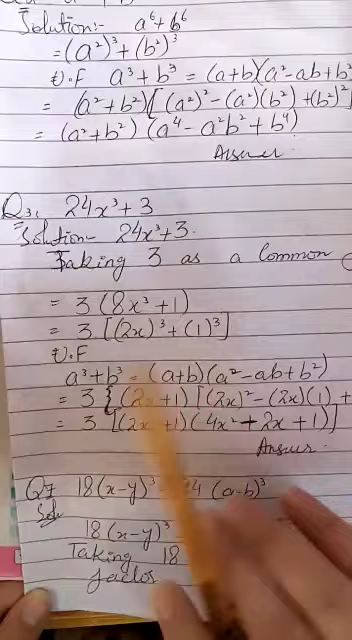 Solution:- a⁶+b⁶
= (a²)³+(b²)³
U.F a³+b³ = (a+b)(a²-ab+b²
= (a²+b²)[(a²)²-(a²)(b²)+(b²)²
= (a²+b²)(a⁴-a²b²+b⁴)
Answer.
Q3, 24x³+3
Solution- 24x³+3.
Taking 3 as a Common
= 3(8x³+1)
= 3[(2x)³+(1)³]
U.F
a³+b³ = (a+b)(a²-ab+b²)
= 3[(2x+1)[(2x)²-(2x)(1)+
= 3[(2x+1)(4x²-2x+1)]
Answer.
Q7 18(x-y)³ (a-b)³
Solu
18(x-y)³
Taking 18
factor